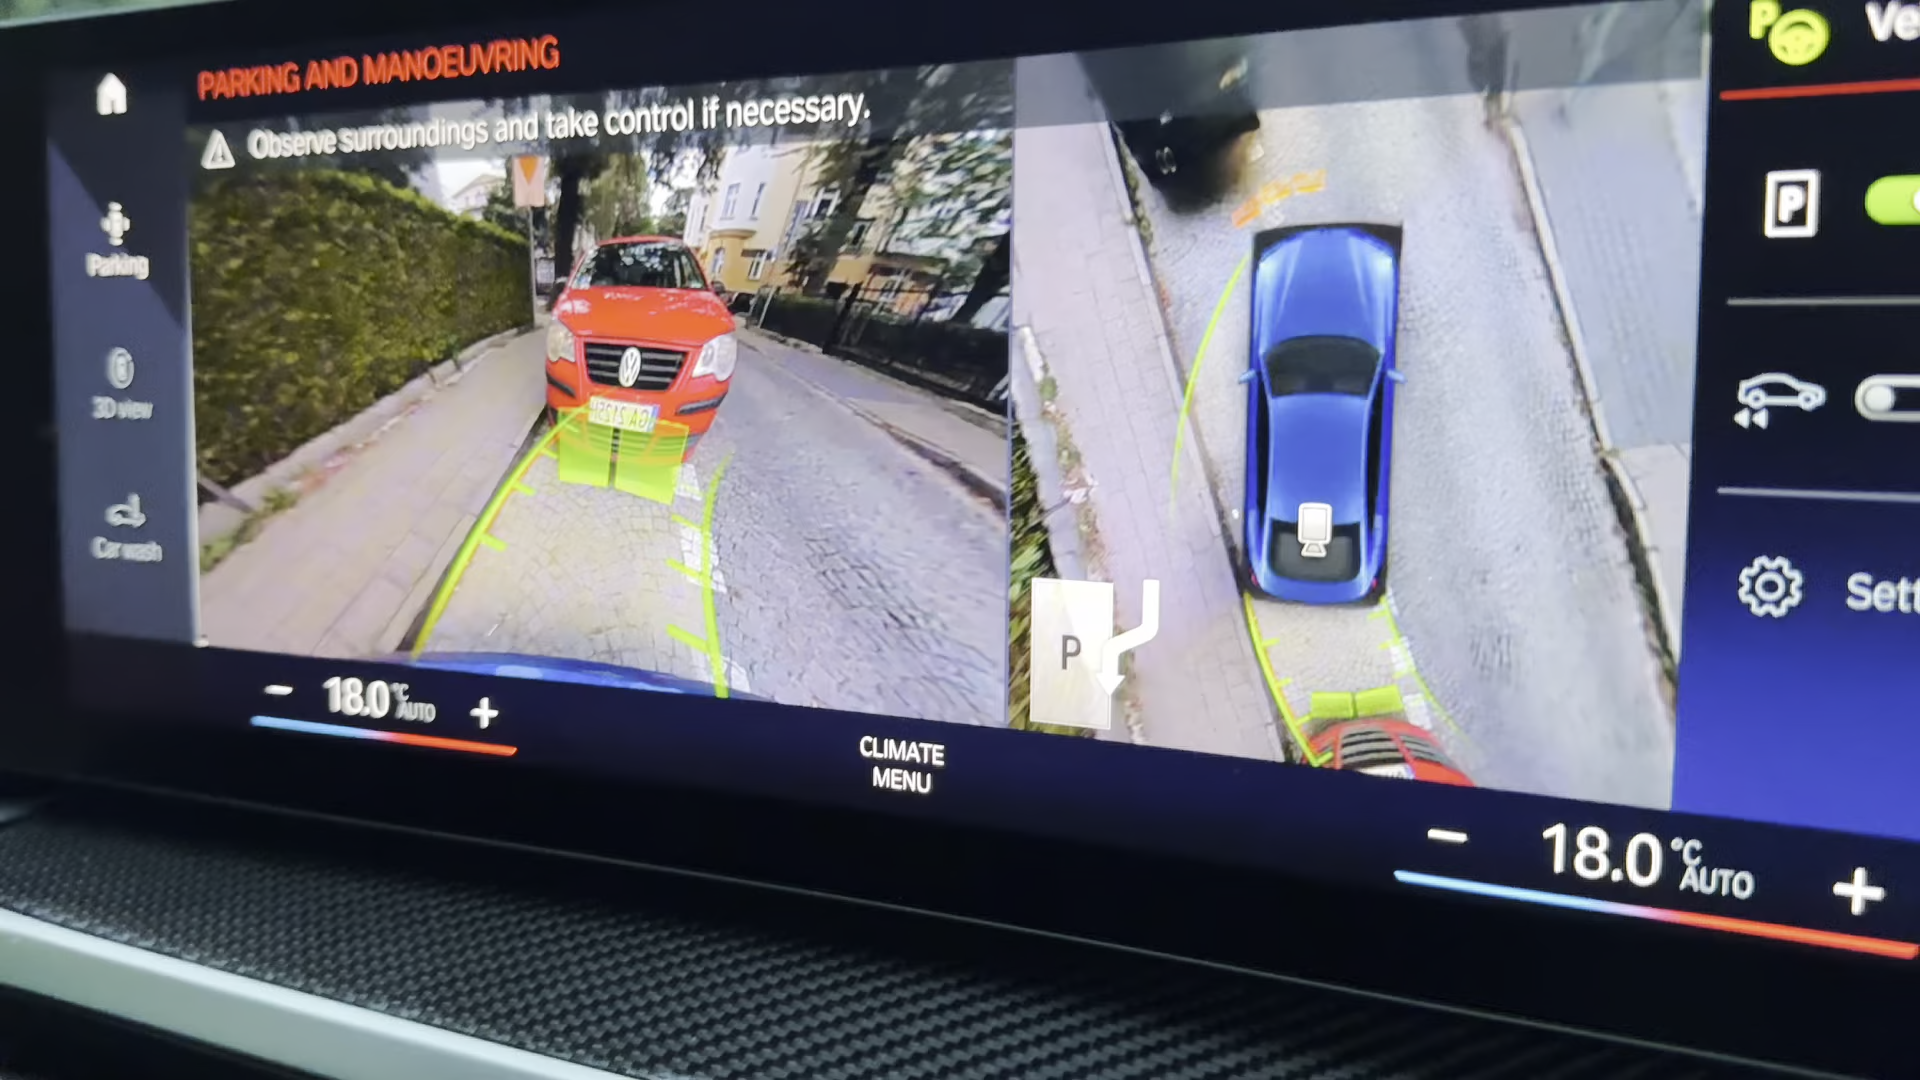 PARKING AND MANOEUVRING
Observe surroundings and take control if necessary.
Parking
3D view
Car wash
P
P
P
Sett
18.0 °C AUTO
CLIMATE
MENU
18.0 °C AUTO